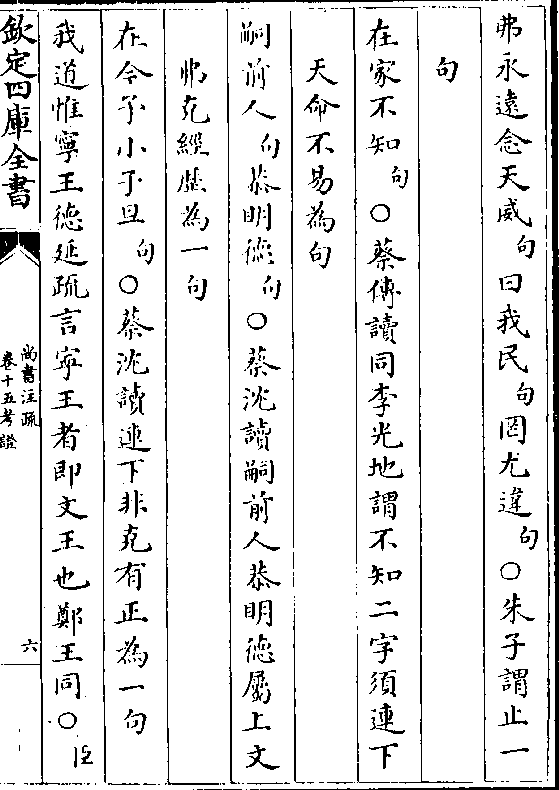 弗永遠念天威句曰我民句罔尤違句○朱子謂止一
句
在家不知句○蔡傳讀同李光地謂不知二字須連下
天命不易為句
嗣前人句恭明德句○蔡沈讀嗣前人恭明德屬上文
弗克經歴為一句
在今予小子旦句○蔡沈讀連下非克有正為一句
我道惟寧王德延疏言寧王者即文王也鄭王同○臣
欽定四庫全書
尚書注疏
卷十五考證
六